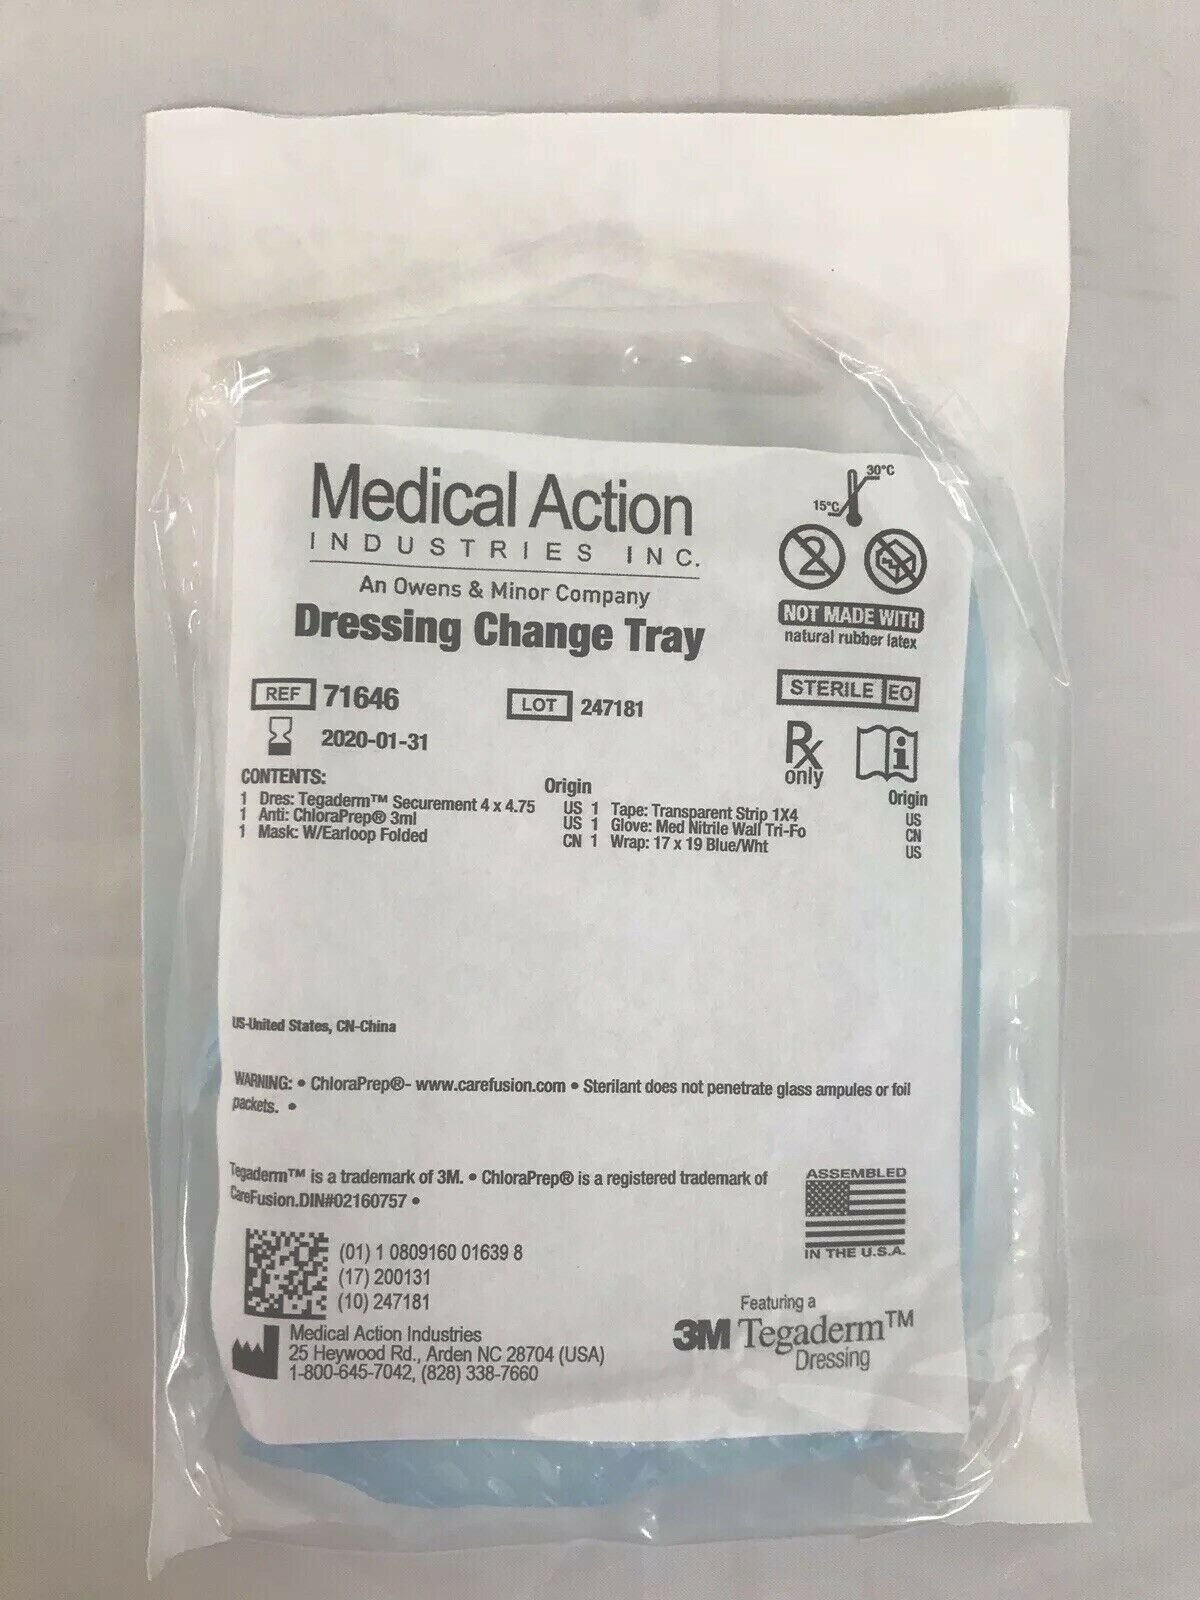 Medical Action
INDUSTRIES INC.
An Owens & Minor Company
Dressing Change Tray
30°C
15°C
2
NOT MADE WITH
natural rubber latex
REF 71646
LOT 247181
STERILE EO
2020-01-31
Rx
only
i
CONTENTS:
Origin
1 Dres: Tegaderm™ Securement 4 x 4.75 US
1 Anti: ChloraPrep® 3ml US
1 Mask: W/Earloop Folded CN
Origin
1 Tape: Transparent Strip 1X4 US
1 Glove: Med Nitrile Wall Tri-Fo CN
1 Wrap: 17 x 19 Blue/Wht US
US-United States, CN-China
WARNING: • ChloraPrep®- www.carefusion.com • Sterilant does not penetrate glass ampules or foil
packets. •
Tegaderm™ is a trademark of 3M. • ChloraPrep® is a registered trademark of
CareFusion.DIN#02160757 •
ASSEMBLED
IN THE U.S.A.
(01) 1 0809160 01639 8
(17) 200131
(10) 247181
Medical Action Industries
25 Heywood Rd., Arden NC 28704 (USA)
1-800-645-7042, (828) 338-7660
Featuring a
3M Tegaderm™
Dressing